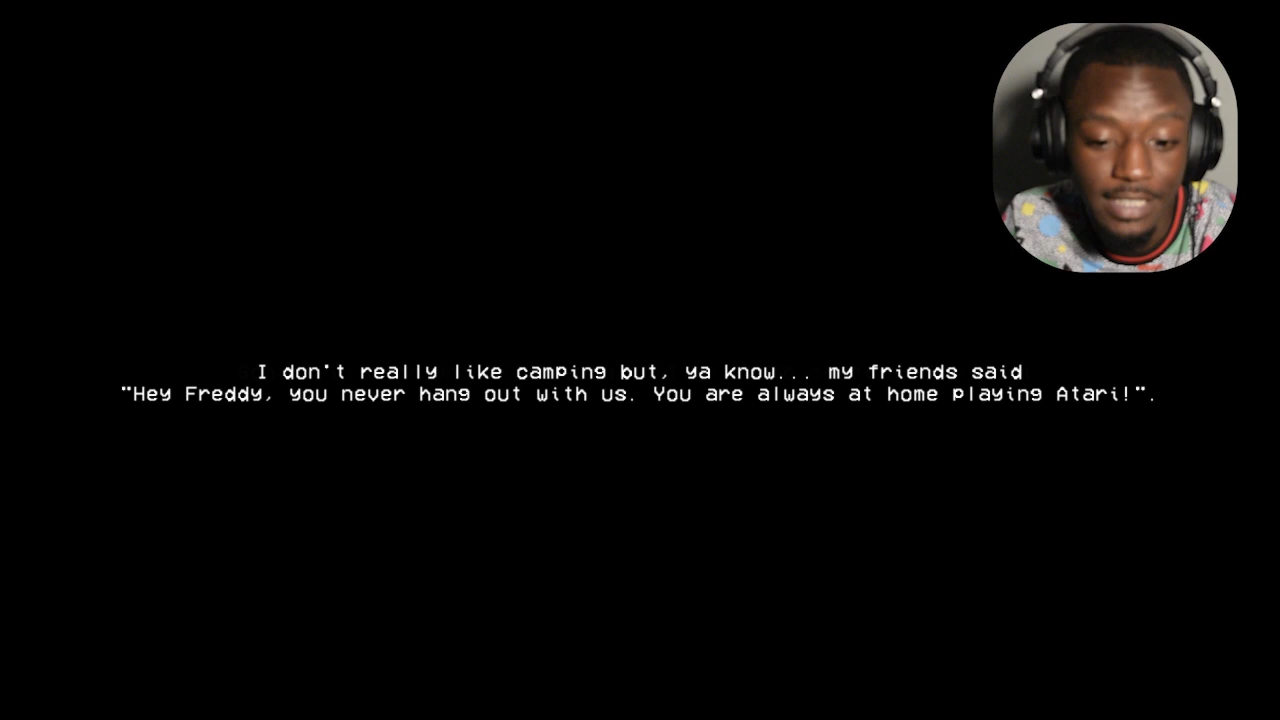 I don't really like camping but, ya know... my friends said
"Hey Freddy, you never hang out with us. You are always at home playing Atari!".